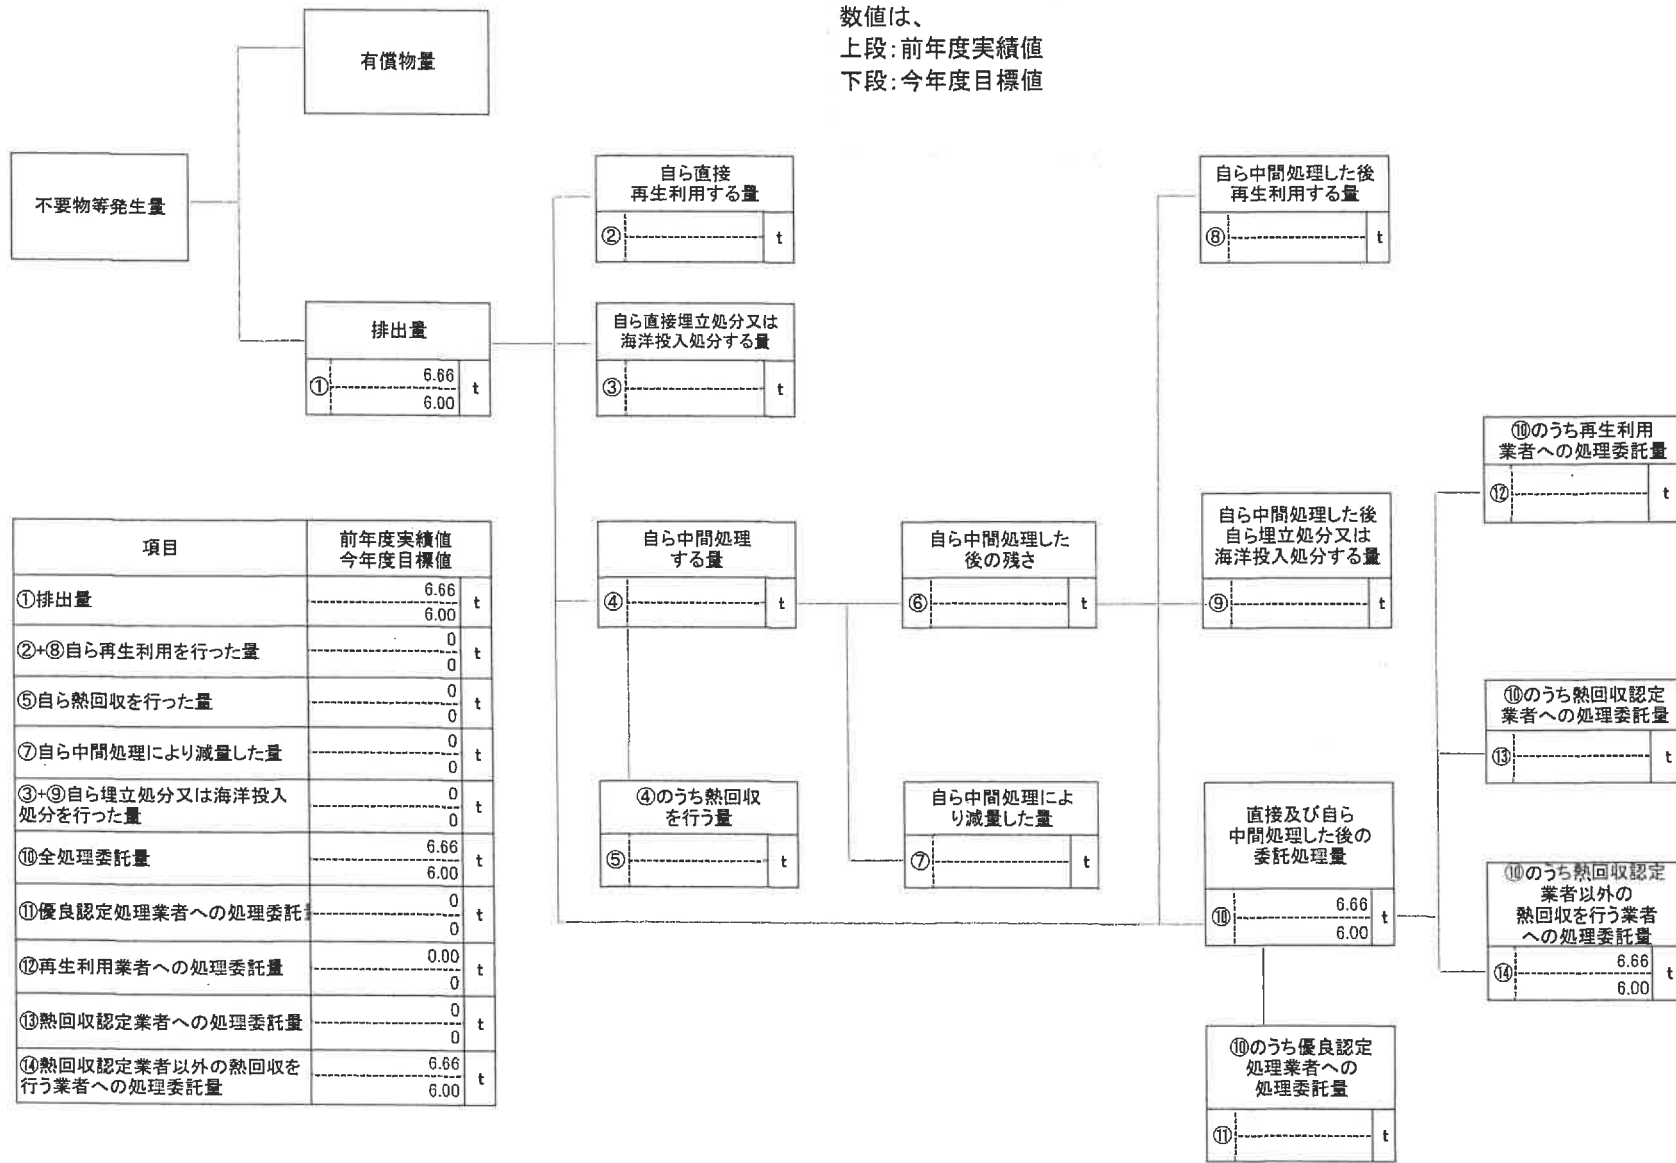 数値は、
上段:前年度実績値
下段:今年度目標値
有償物量
不要物等発生量
排出量
① 6.66 t
6.00
自ら直接
再生利用する量
② t
自ら直接埋立処分又は
海洋投入処分する量
③ t
自ら中間処理
する量
④ t
④のうち熱回収
を行う量
⑤ t
自ら中間処理した
後の残さ
⑥ t
自ら中間処理によ
り減量した量
⑦ t
自ら中間処理した後
再生利用する量
⑧ t
自ら中間処理した後
自ら埋立処分又は
海洋投入処分する量
⑨ t
直接及び自ら
中間処理した後の
委託処理量
⑩ 6.66 t
6.00
⑩のうち優良認定
処理業者への
処理委託量
⑪ t
⑩のうち再生利用
業者への処理委託量
⑫ t
⑩のうち熱回収認定
業者への処理委託量
⑬ t
⑩のうち熱回収認定
業者以外の
熱回収を行う業者
への処理委託量
⑭ 6.66 t
6.00
項目 前年度実績値
今年度目標値
①排出量 6.66 t
6.00
②+⑧自ら再生利用を行った量 0 t
0
⑤自ら熱回収を行った量 0 t
0
⑦自ら中間処理により減量した量 0 t
0
③+⑨自ら埋立処分又は海洋投入
処分を行った量 0 t
0
⑩全処理委託量 6.66 t
6.00
⑪優良認定処理業者への処理委託 0 t
0
⑫再生利用業者への処理委託量 0.00 t
0
⑬熱回収認定業者への処理委託量 0 t
0
⑭熱回収認定業者以外の熱回収を
行う業者への処理委託量 6.66 t
6.00